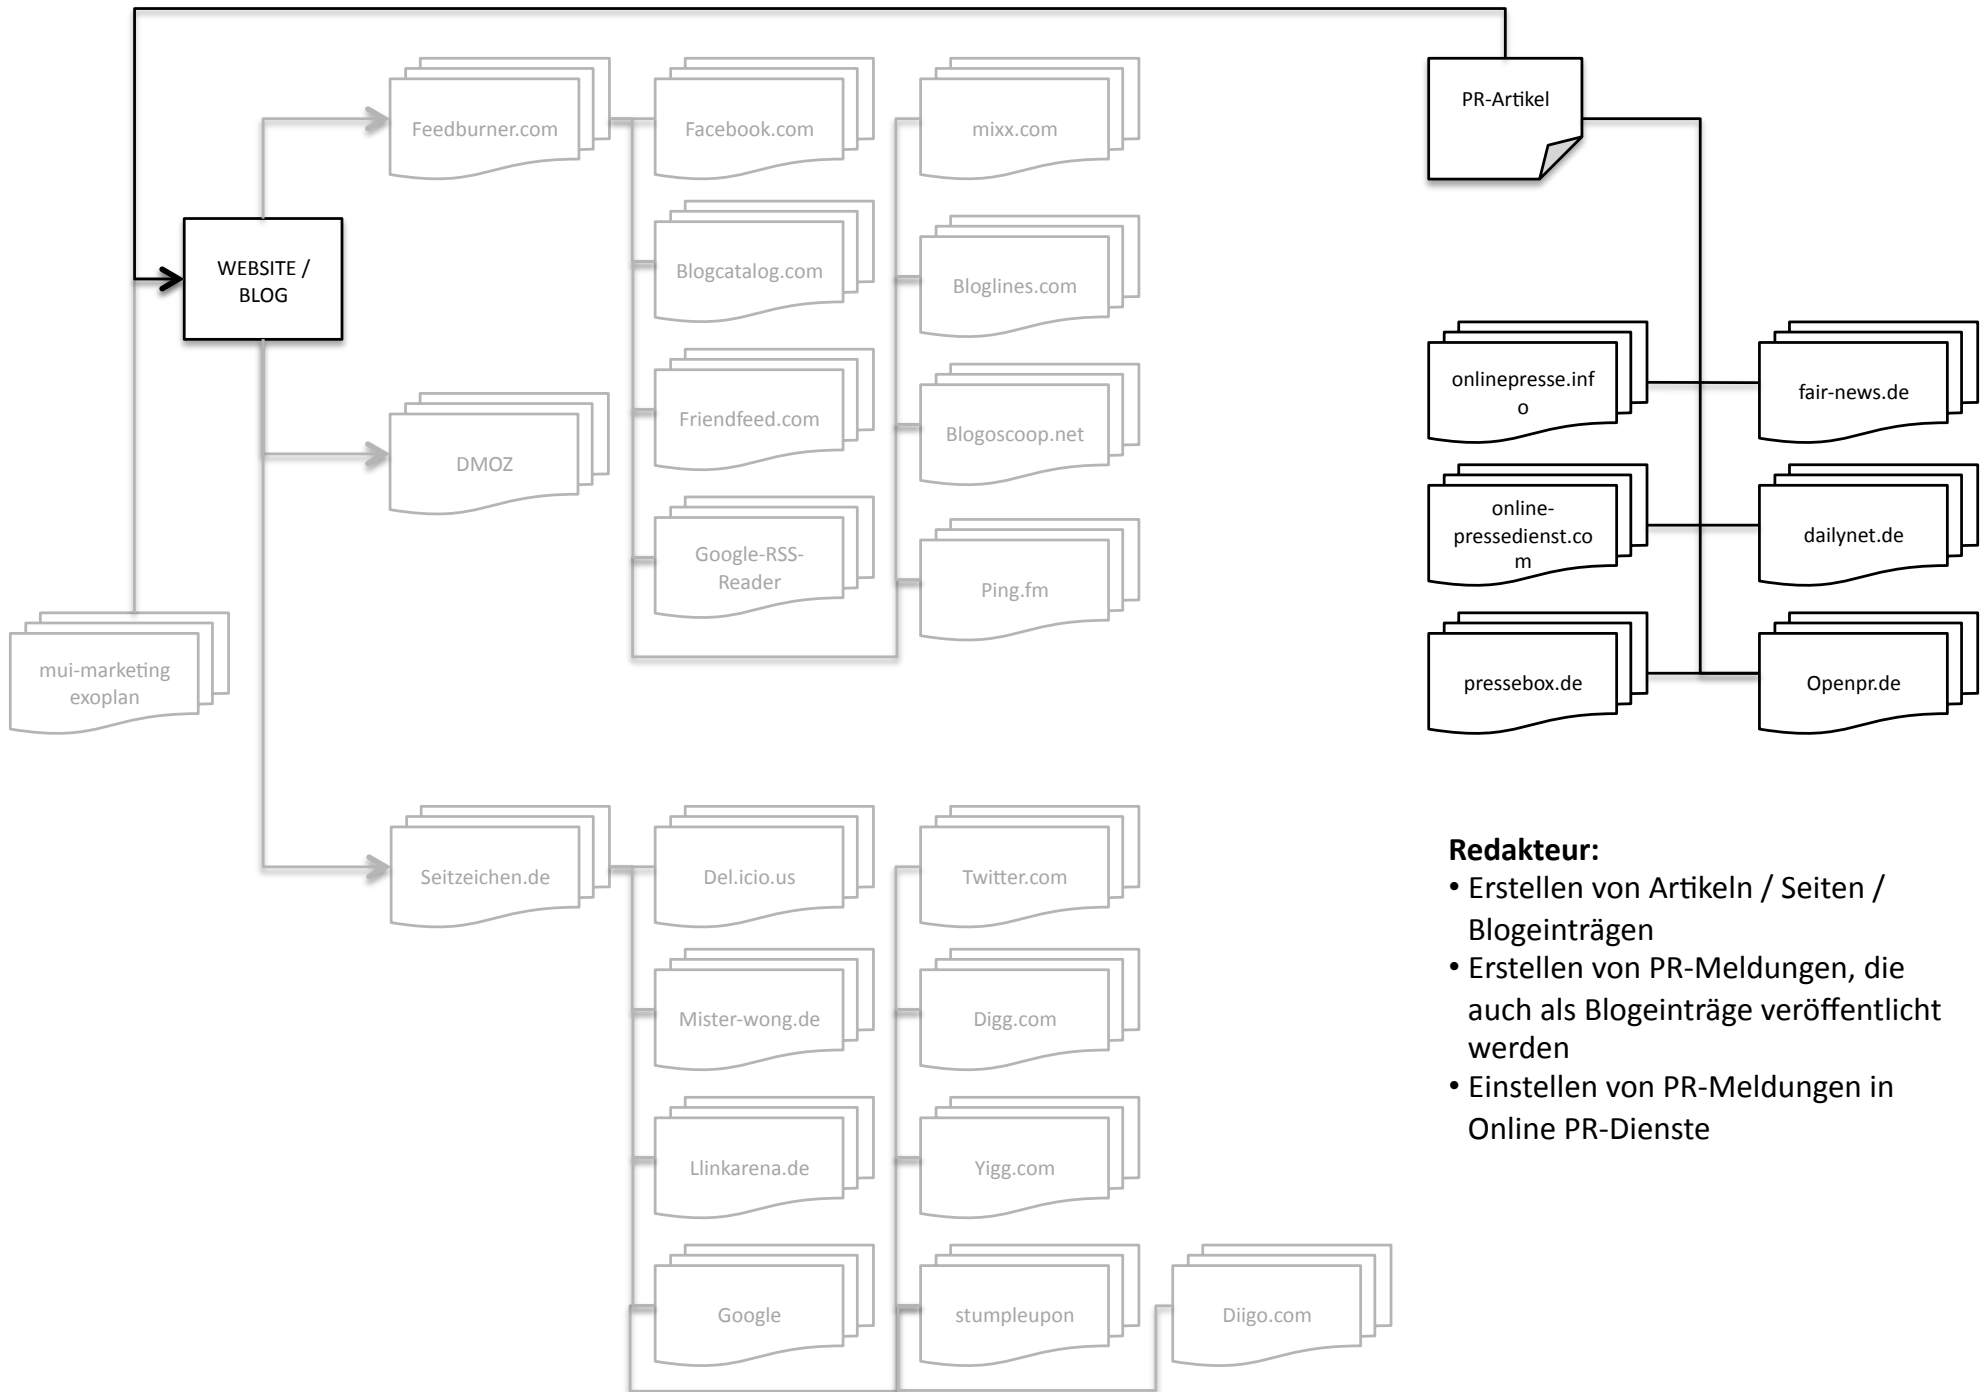 PR-Artikel
Feedburner.com
Facebook.com
mixx.com
WEBSITE /
BLOG
Blogcatalog.com
Bloglines.com
Friendfeed.com
Blogoscoop.net
DMOZ
Google-RSS-
Reader
Ping.fm
mui-marketing
exoplan
onlinepresse.inf
o
fair-news.de
online-
pressedienst.co
m
dailynet.de
pressebox.de
Openpr.de
Seitzeichen.de
Del.icio.us
Twitter.com
Mister-wong.de
Digg.com
Llinkarena.de
Yigg.com
Google
stumpleupon
Diigo.com
Redakteur:
• Erstellen von Artikeln / Seiten /
Blogeinträgen
• Erstellen von PR-Meldungen, die
auch als Blogeinträge veröffentlicht
werden
• Einstellen von PR-Meldungen in
Online PR-Dienste